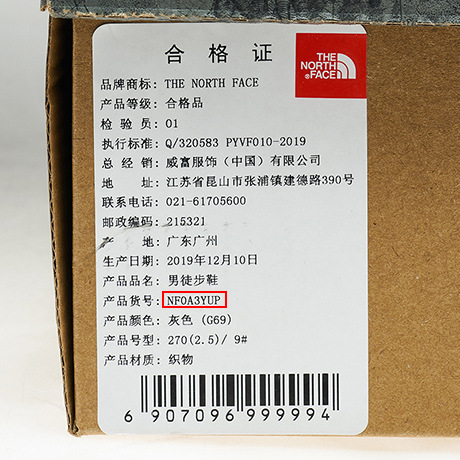 合格证
THE
NORTH
FACE
品牌商标: THE NORTH FACE
产品等级: 合格品
检 验 员: 01
执行标准: Q/320583 PYVF010-2019
总 经 销: 威富服饰（中国）有限公司
地 址: 江苏省昆山市张浦镇建德路390号
联系电话: 021-61705600
邮政编码: 215321
产 地: 广东广州
生产日期: 2019年12月10日
产品品名: 男徒步鞋
产品货号: NF0A3YUP
产品颜色: 灰色 (G69)
产品号型: 270(2.5)/ 9#
产品材质: 织物
6 907096 999994